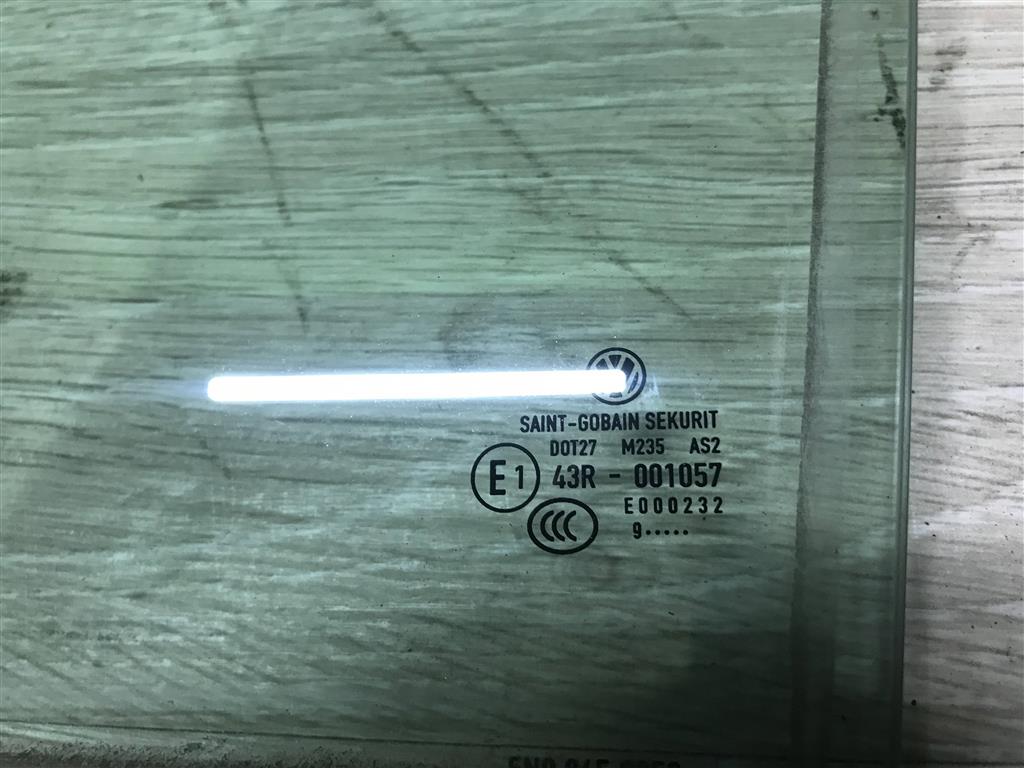 SAINT-GOBAIN SEKURIT
DOT27 M235 AS2
E1 43R - 001057
E000232
CCC
9·····